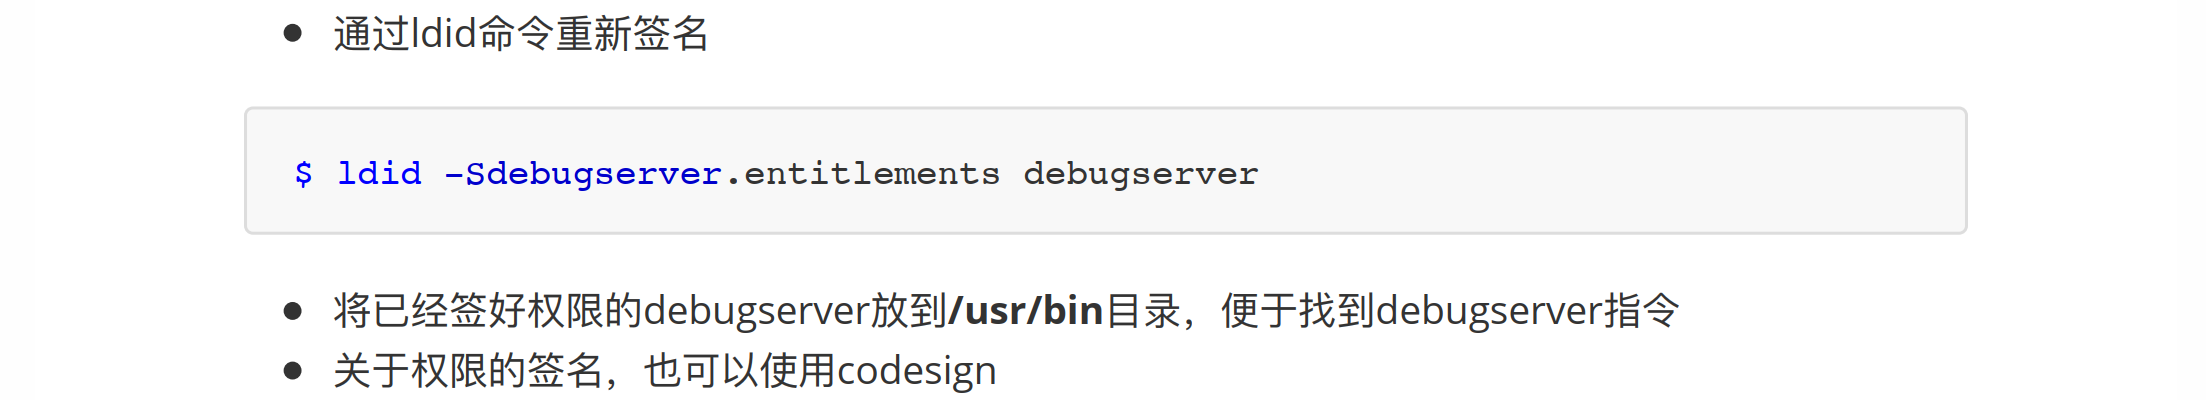 通过ldid命令重新签名
$ ldid -Sdebugserver.entitlements debugserver
将已经签好权限的debugserver放到/usr/bin目录，便于找到debugserver指令
关于权限的签名，也可以使用codesign